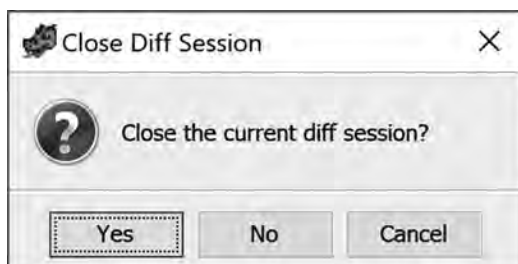 Close Diff Session
Close the current diff session?
Yes No Cancel